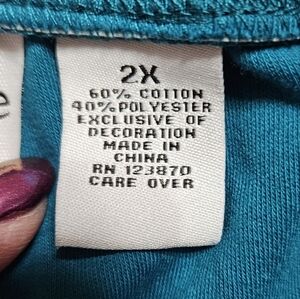 2X
60% COTTON
40% POLYESTER
EXCLUSIVE OF
DECORATION
MADE IN
CHINA
RN 123870
CARE OVER